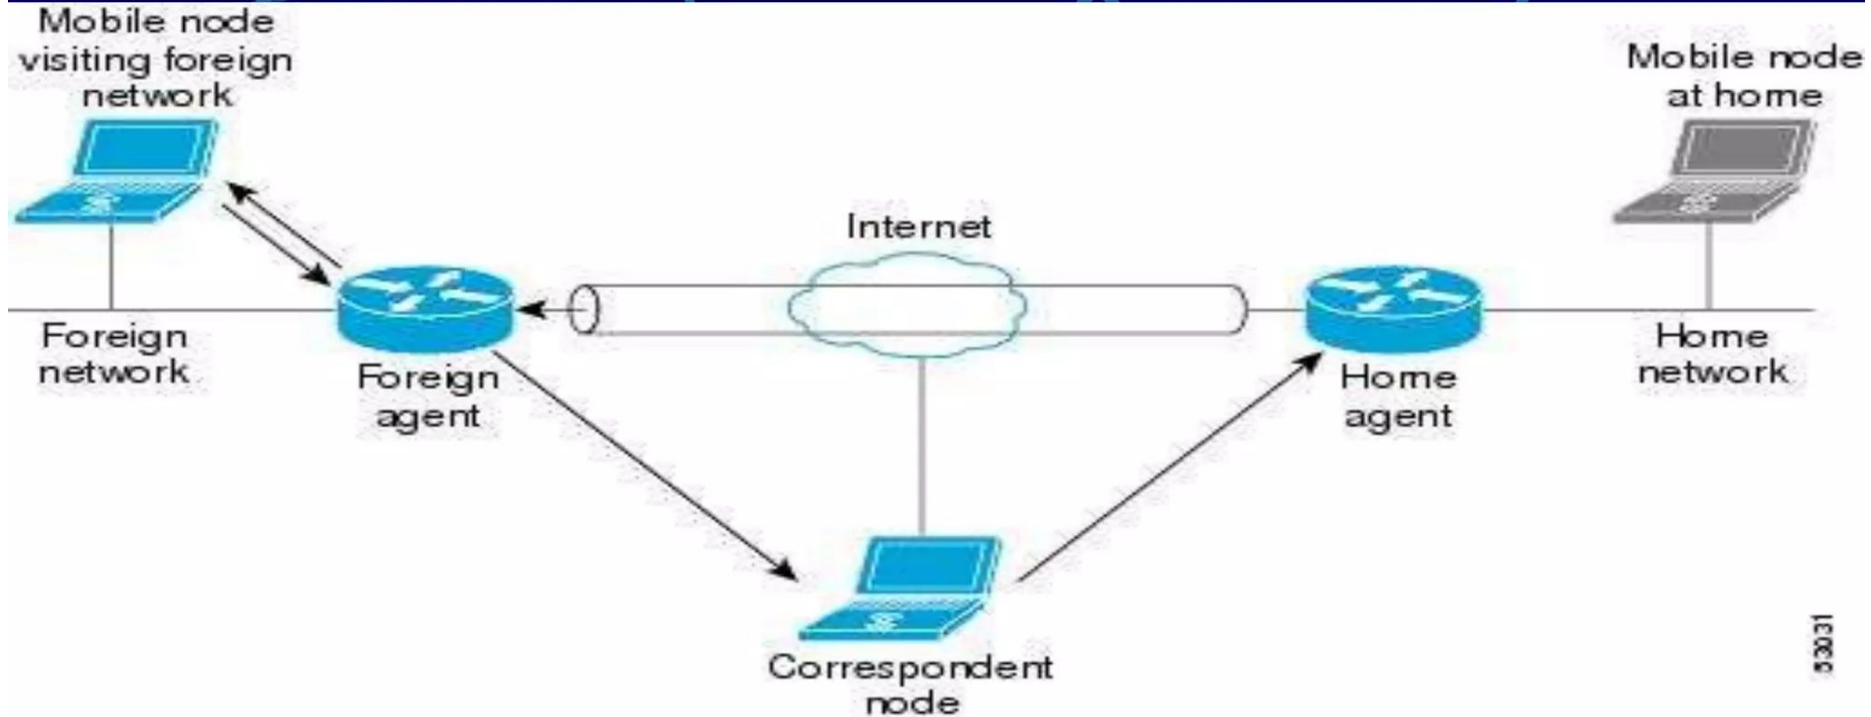 Mobile node
visiting foreign
network
Mobile node
at home
Internet
Foreign
network
Foreign
agent
Home
agent
Home
network
Correspondent
node
53031